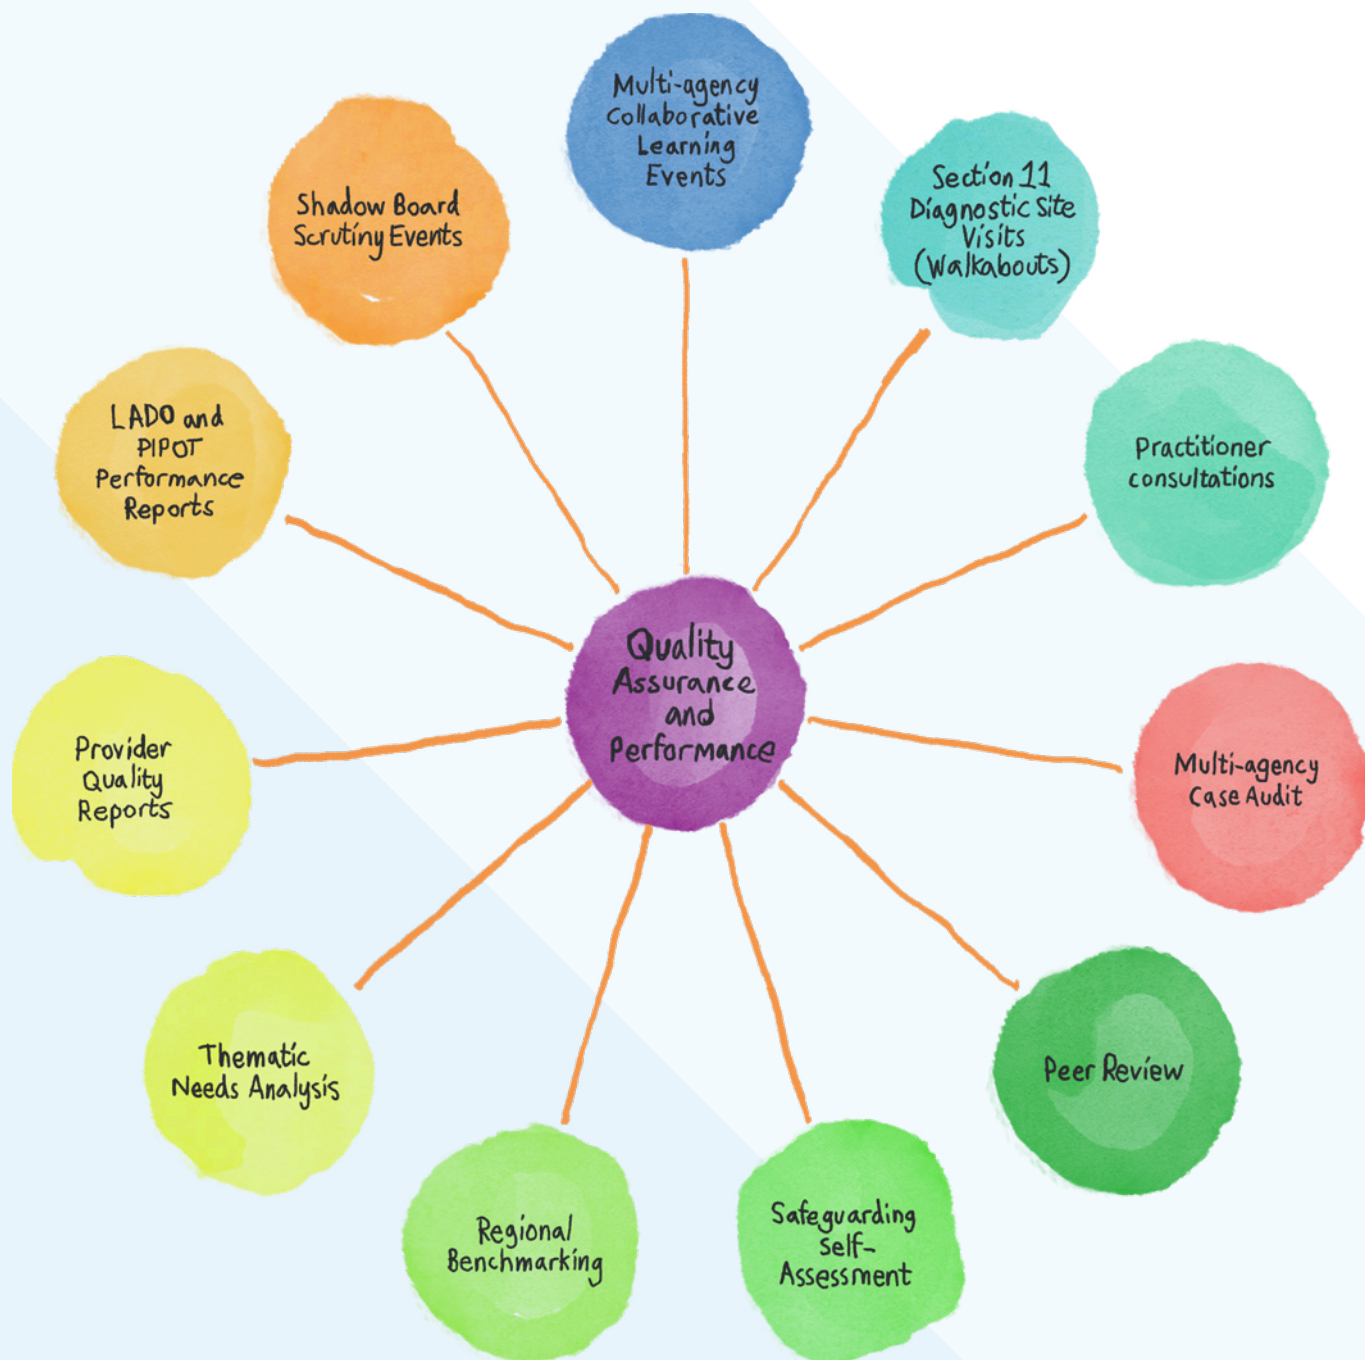 Multi-agency
Collaborative
Learning
Events
Section 11
Diagnostic Site
Visits
(Walkabouts)
Practitioner
consultations
Multi-agency
Case Audit
Peer Review
Safeguarding
Self-
Assessment
Regional
Benchmarking
Thematic
Needs Analysis
Provider
Quality
Reports
LADO and
PIPOT
Performance
Reports
Shadow Board
Scrutiny Events
Quality
Assurance
and
Performance